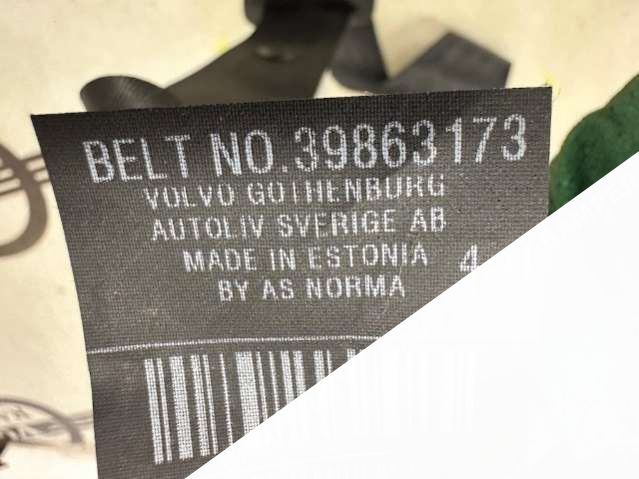 BELT NO.39863173
VOLVO GOTHENBURG
AUTOLIV SVERIGE AB
MADE IN ESTONIA 4
BY AS NORMA